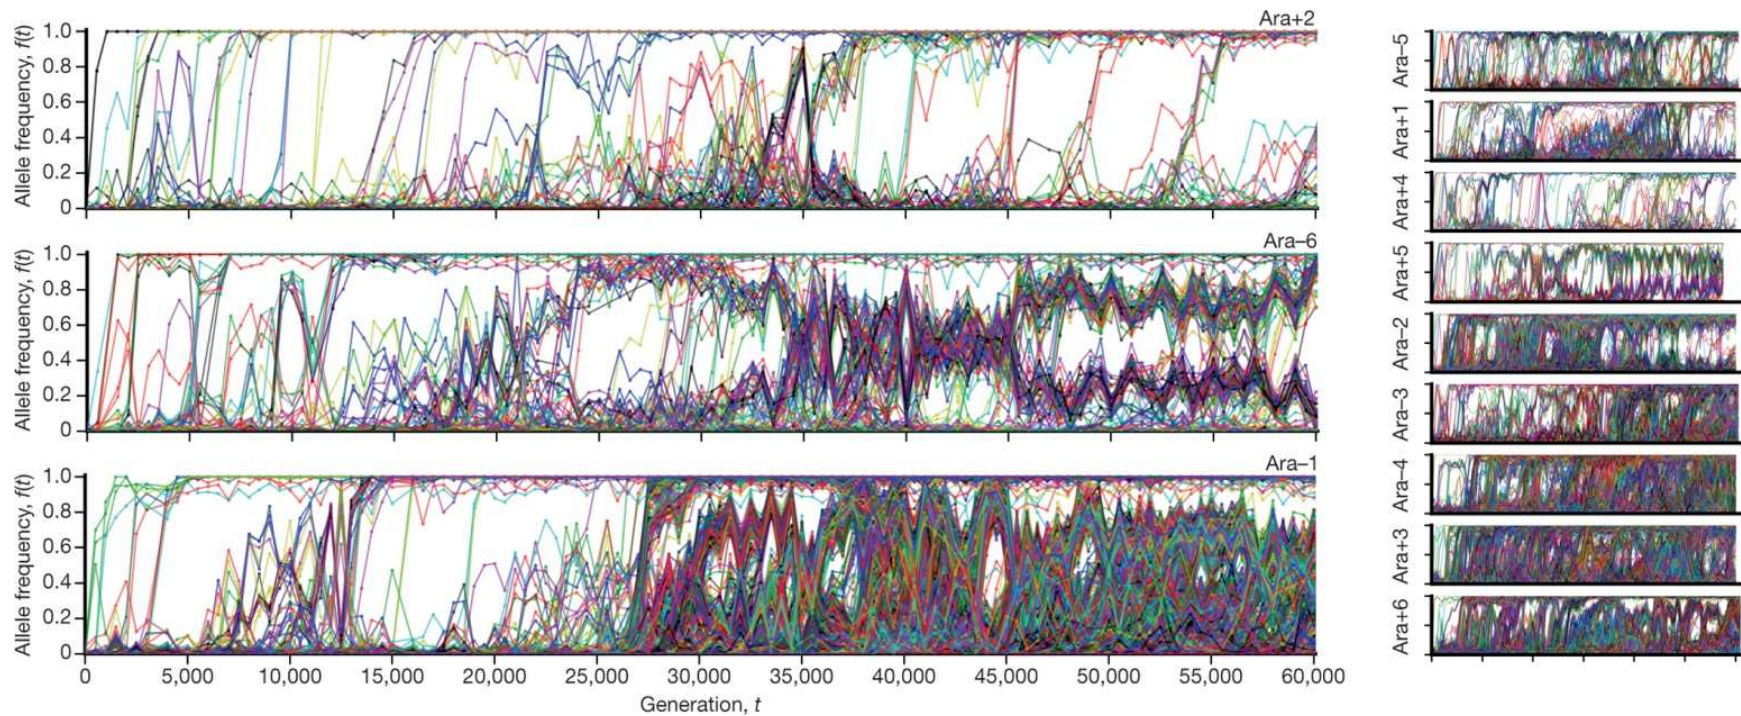 Ara+2
Allele frequency, f(t)
1.0
0.8
0.6
0.4
0.2
0
Ara−6
Allele frequency, f(t)
1.0
0.8
0.6
0.4
0.2
0
Ara−1
Allele frequency, f(t)
1.0
0.8
0.6
0.4
0.2
0
0 5,000 10,000 15,000 20,000 25,000 30,000 35,000 40,000 45,000 50,000 55,000 60,000
Generation, t
Ara−5
Ara+1
Ara+4
Ara+5
Ara−2
Ara−3
Ara−4
Ara+3
Ara+6